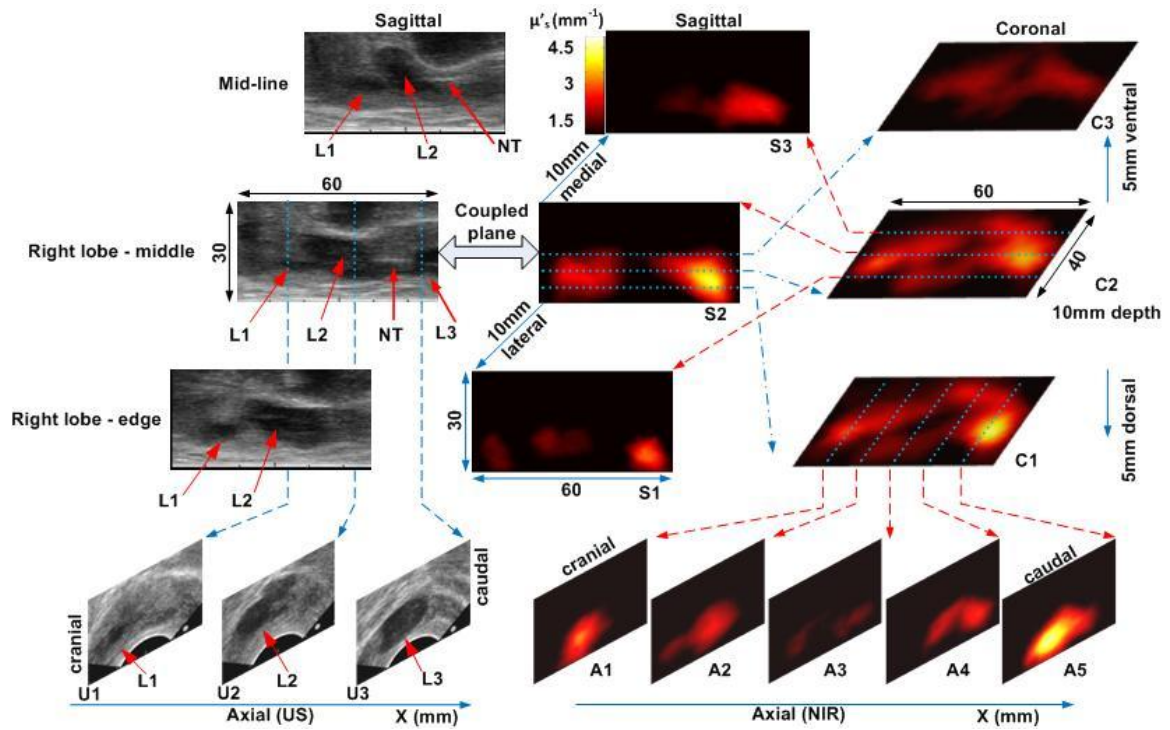 Sagittal
μ's (mm⁻¹)
Sagittal
Coronal
4.5
3
1.5
Mid-line
L1
L2
NT
S3
C3
10mm
medial
5mm ventral
60
30
Right lobe - middle
Coupled
plane
60
40
L1
L2
NT
L3
S2
C2
10mm depth
10mm
lateral
Right lobe - edge
30
L1
L2
60
S1
C1
5mm dorsal
cranial
caudal
cranial
caudal
L1
L2
L3
U1
U2
U3
A1
A2
A3
A4
A5
Axial (US)
X (mm)
Axial (NIR)
X (mm)